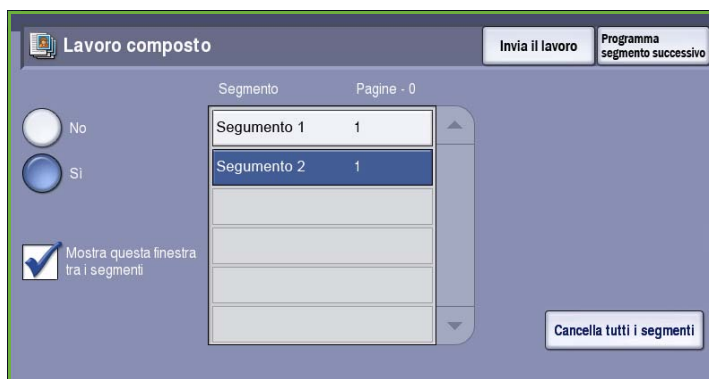 Lavoro composto
Invia il lavoro
Programma
segmento successivo
Segmento Pagine - 0
No
Segumento 1 1
Sì
Segumento 2 1
Mostra questa finestra
tra i segmenti
Cancella tutti i segmenti